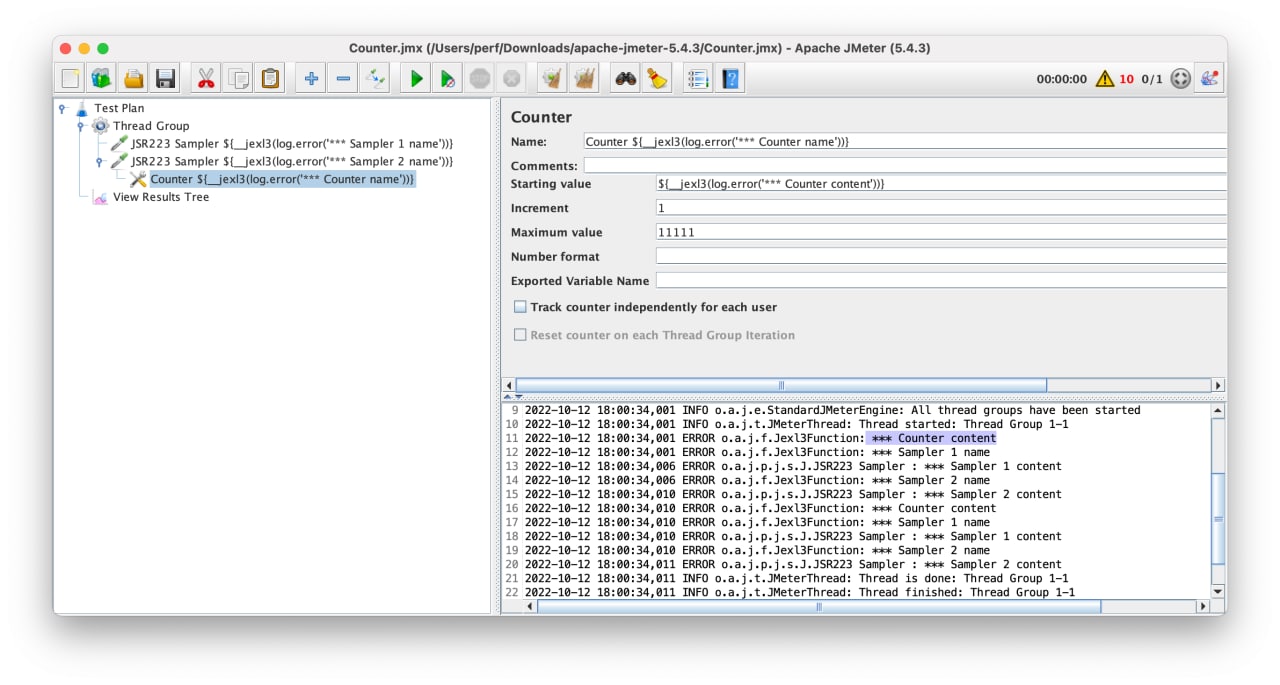 Counter.jmx (/Users/perf/Downloads/apache-jmeter-5.4.3/Counter.jmx) - Apache JMeter (5.4.3)
00:00:00 10 0/1
Test Plan
Thread Group
JSR223 Sampler ${__jexl3(log.error('*** Sampler 1 name'))}
JSR223 Sampler ${__jexl3(log.error('*** Sampler 2 name'))}
Counter ${__jexl3(log.error('*** Counter name'))}
View Results Tree
Counter
Name: Counter ${__jexl3(log.error('*** Counter name'))}
Comments:
Starting value ${__jexl3(log.error('*** Counter content'))}
Increment 1
Maximum value 11111
Number format
Exported Variable Name
Track counter independently for each user
Reset counter on each Thread Group Iteration
9 2022-10-12 18:00:34,001 INFO o.a.j.e.StandardJMeterEngine: All thread groups have been started
10 2022-10-12 18:00:34,001 INFO o.a.j.t.JMeterThread: Thread started: Thread Group 1-1
11 2022-10-12 18:00:34,001 ERROR o.a.j.f.Jexl3Function: *** Counter content
12 2022-10-12 18:00:34,001 ERROR o.a.j.f.Jexl3Function: *** Sampler 1 name
13 2022-10-12 18:00:34,006 ERROR o.a.j.p.j.s.J.JSR223 Sampler : *** Sampler 1 content
14 2022-10-12 18:00:34,006 ERROR o.a.j.f.Jexl3Function: *** Sampler 2 name
15 2022-10-12 18:00:34,010 ERROR o.a.j.p.j.s.J.JSR223 Sampler : *** Sampler 2 content
16 2022-10-12 18:00:34,010 ERROR o.a.j.f.Jexl3Function: *** Counter content
17 2022-10-12 18:00:34,010 ERROR o.a.j.f.Jexl3Function: *** Sampler 1 name
18 2022-10-12 18:00:34,010 ERROR o.a.j.p.j.s.J.JSR223 Sampler : *** Sampler 1 content
19 2022-10-12 18:00:34,010 ERROR o.a.j.f.Jexl3Function: *** Sampler 2 name
20 2022-10-12 18:00:34,011 ERROR o.a.j.p.j.s.J.JSR223 Sampler : *** Sampler 2 content
21 2022-10-12 18:00:34,011 INFO o.a.j.t.JMeterThread: Thread is done: Thread Group 1-1
22 2022-10-12 18:00:34,011 INFO o.a.j.t.JMeterThread: Thread finished: Thread Group 1-1